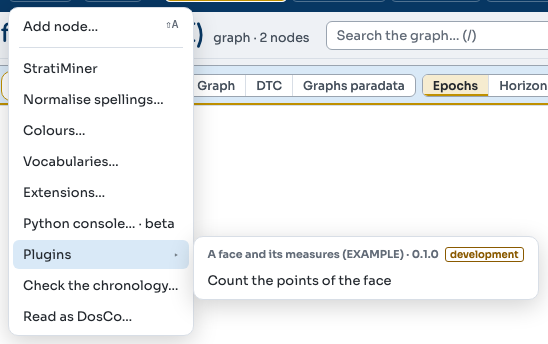 Add node... ⇧A
) graph · 2 nodes
Search the graph... (/)
StratiMiner
Graph DTC Graphs paradata Epochs Horizon
Normalise spellings...
Colours...
Vocabularies...
Extensions...
Python console... · beta
Plugins ▸
A face and its measures (EXAMPLE) · 0.1.0 development
Count the points of the face
Check the chronology...
Read as DosCo...